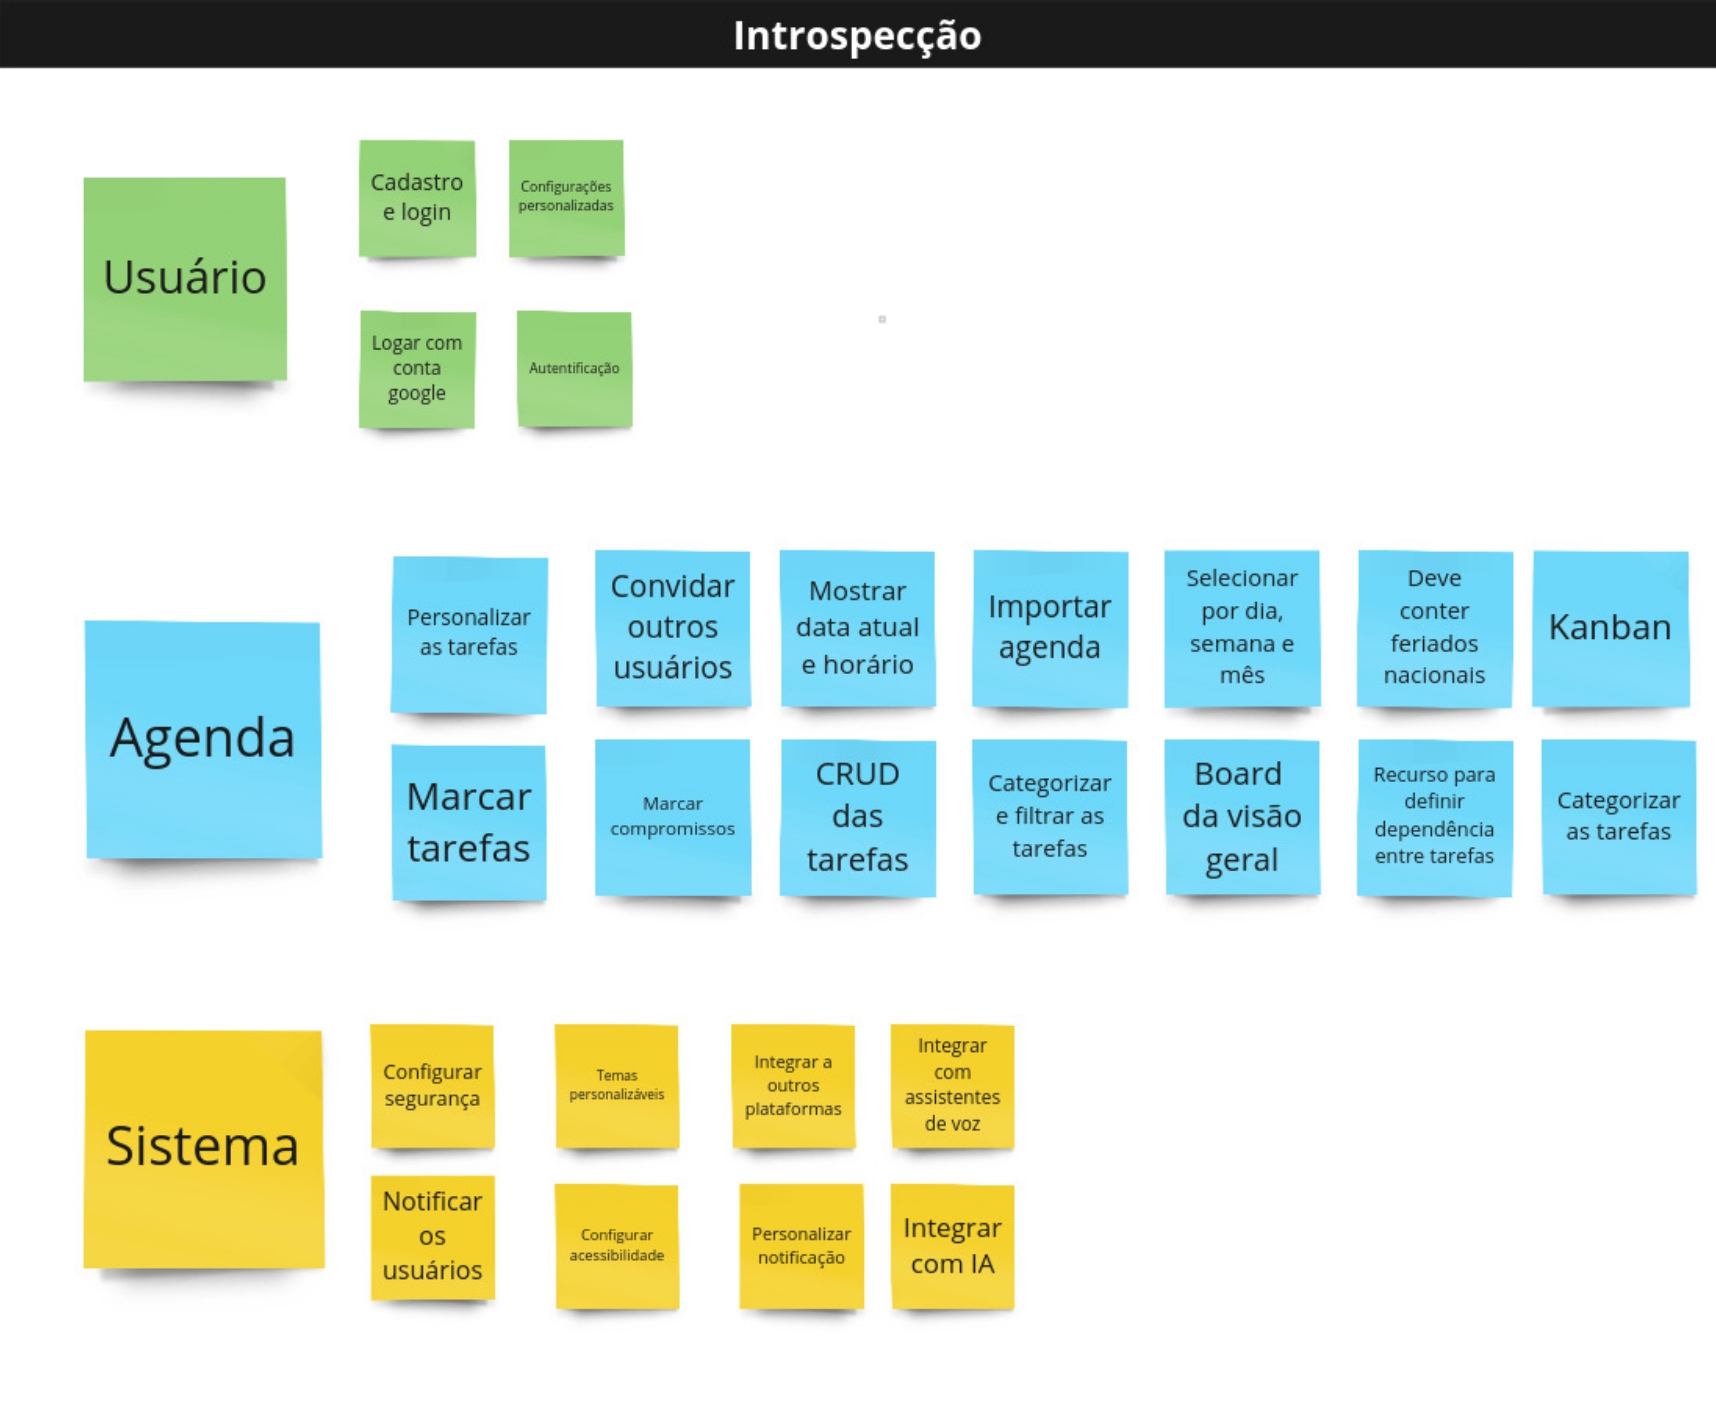 Introspecção
Usuário
Cadastro
e login
Configurações
personalizadas
Logar com
conta
google
Autentificação
Agenda
Personalizar
as tarefas
Convidar
outros
usuários
Mostrar
data atual
e horário
Importar
agenda
Selecionar
por dia,
semana e
mês
Deve
conter
feriados
nacionais
Kanban
Marcar
tarefas
Marcar
compromissos
CRUD
das
tarefas
Categorizar
e filtrar as
tarefas
Board
da visão
geral
Recurso para
definir
dependência
entre tarefas
Categorizar
as tarefas
Sistema
Configurar
segurança
Temas
personalizáveis
Integrar a
outros
plataformas
Integrar
com
assistentes
de voz
Notificar
os
usuários
Configurar
acessibilidade
Personalizar
notificação
Integrar
com IA